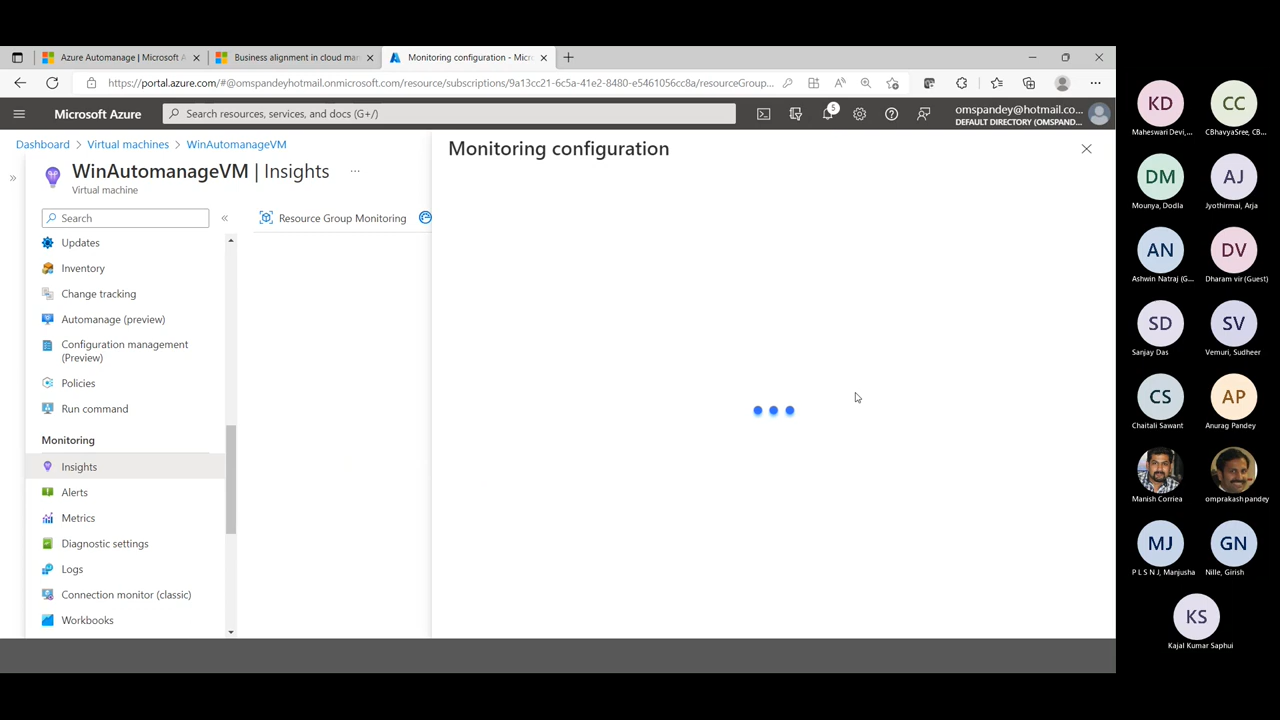 Azure Automanage | Microsoft A
Business alignment in cloud mar
Monitoring configuration - Micr
https://portal.azure.com/#@omspandeyhotmail.onmicrosoft.com/resource/subscriptions/9a13cc21-6c5a-41e2-8480-e5461056cc8a/resourceGroup...
Microsoft Azure
Search resources, services, and docs (G+/)
5
omspandey@hotmail.co...
DEFAULT DIRECTORY (OMSPAND...
Dashboard > Virtual machines > WinAutomanageVM
WinAutomanageVM | Insights ...
Virtual machine
Search
«
Updates
Inventory
Change tracking
Automanage (preview)
Configuration management
(Preview)
Policies
Run command
Monitoring
Insights
Alerts
Metrics
Diagnostic settings
Logs
Connection monitor (classic)
Workbooks
Resource Group Monitoring
Monitoring configuration
KD
Maheswari Devi,...
CC
CBhavyaSree, CB...
DM
Mounya, Dodla
AJ
Jyothirmai, Arja
AN
Ashwin Natraj (G...
DV
Dharam vir (Guest)
SD
Sanjay Das
SV
Vemuri, Sudheer
CS
Chaitali Sawant
AP
Anurag Pandey
Manish Corriea
omprakash pandey
MJ
P L S N J, Manjusha
GN
Nille, Girish
KS
Kajal Kumar Saphui